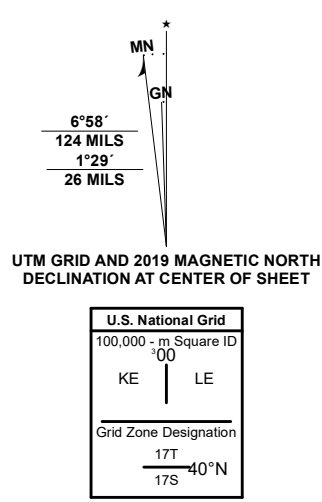 ★
MN
GN
6°58´
124 MILS
1°29´
26 MILS
UTM GRID AND 2019 MAGNETIC NORTH
DECLINATION AT CENTER OF SHEET
U.S. National Grid
100,000 - m Square ID
³00
KE LE
Grid Zone Designation
17T
40°N
17S